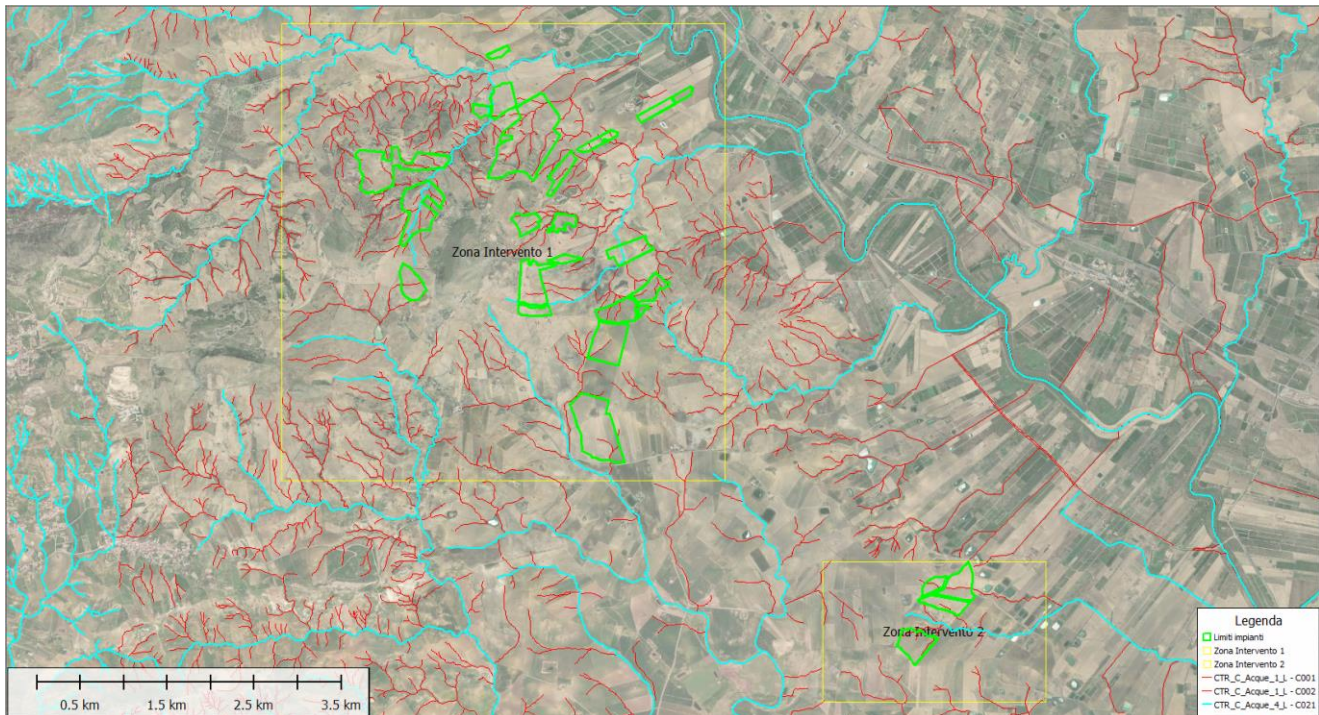 Zona Intervento 1
Zona Intervento 2
Legenda
Limiti impianti
Zona Intervento 1
Zona Intervento 2
CTR_C_Acque_1_L - C001
CTR_C_Acque_1_L - C002
CTR_C_Acque_4_L - C021
0.5 km 1.5 km 2.5 km 3.5 km